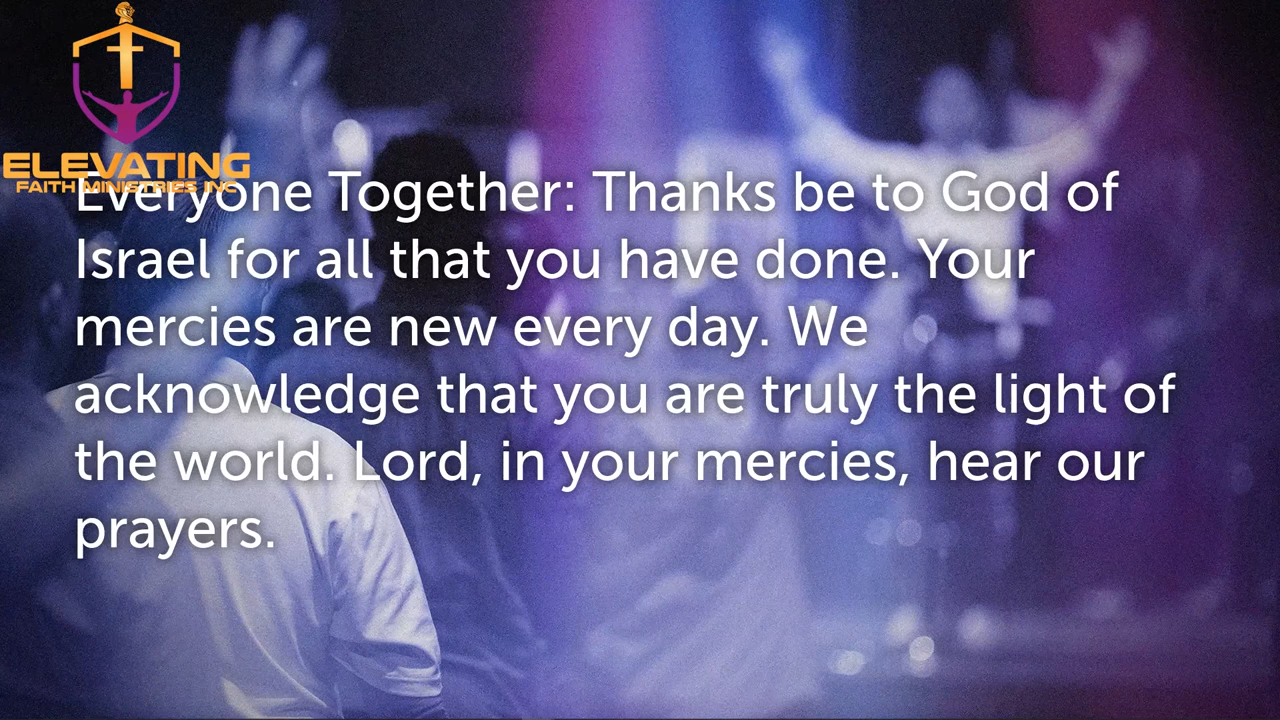 ELEVATING
FAITH MINISTRIES INC
Everyone Together: Thanks be to God of
Israel for all that you have done. Your
mercies are new every day. We
acknowledge that you are truly the light of
the world. Lord, in your mercies, hear our
prayers.